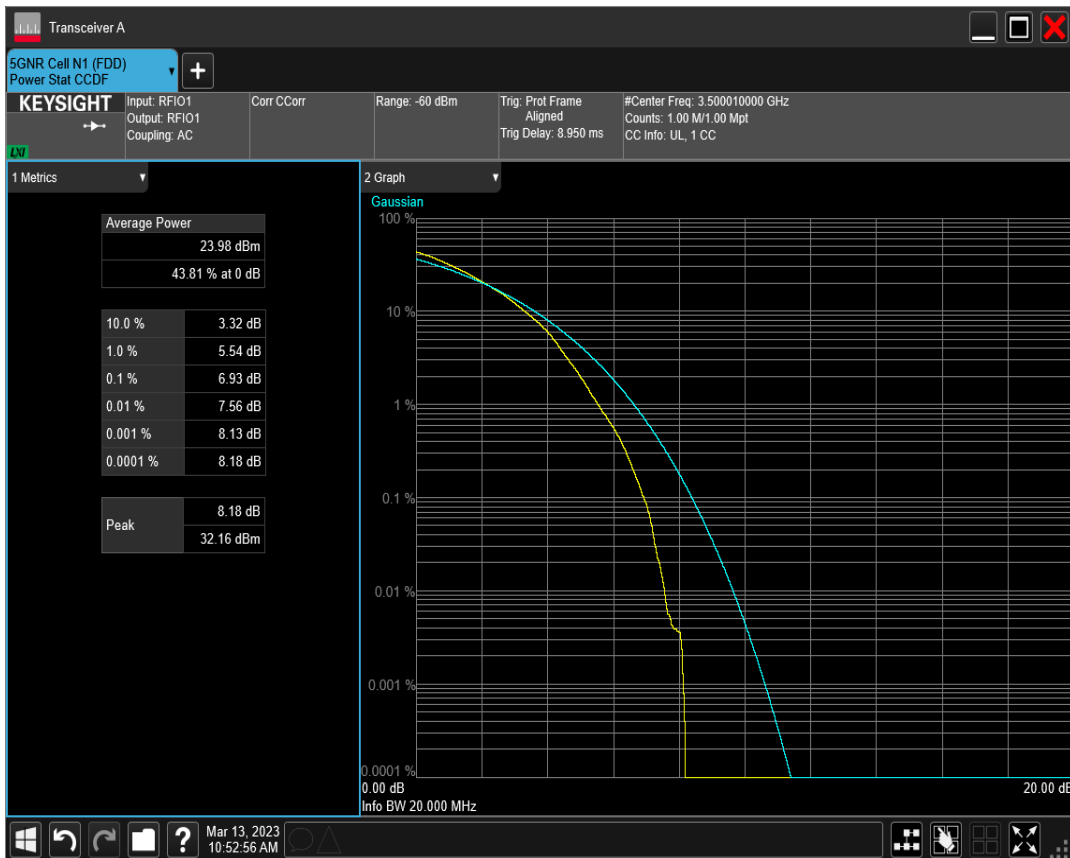 Transceiver A
5GNR Cell N1 (FDD)
Power Stat CCDF
+
KEYSIGHT
LXI
Input: RFIO1
Output: RFIO1
Coupling: AC
Corr CCorr
Range: -60 dBm
Trig: Prot Frame
Aligned
Trig Delay: 8.950 ms
#Center Freq: 3.500010000 GHz
Counts: 1.00 M/1.00 Mpt
CC Info: UL, 1 CC
1 Metrics
Average Power
23.98 dBm
43.81 % at 0 dB
10.0 % 3.32 dB
1.0 % 5.54 dB
0.1 % 6.93 dB
0.01 % 7.56 dB
0.001 % 8.13 dB
0.0001 % 8.18 dB
Peak
8.18 dB
32.16 dBm
2 Graph
Gaussian
100 %
10 %
1 %
0.1 %
0.01 %
0.001 %
0.0001 %
0.00 dB 20.00 dB
Info BW 20.000 MHz
? Mar 13, 2023
10:52:56 AM